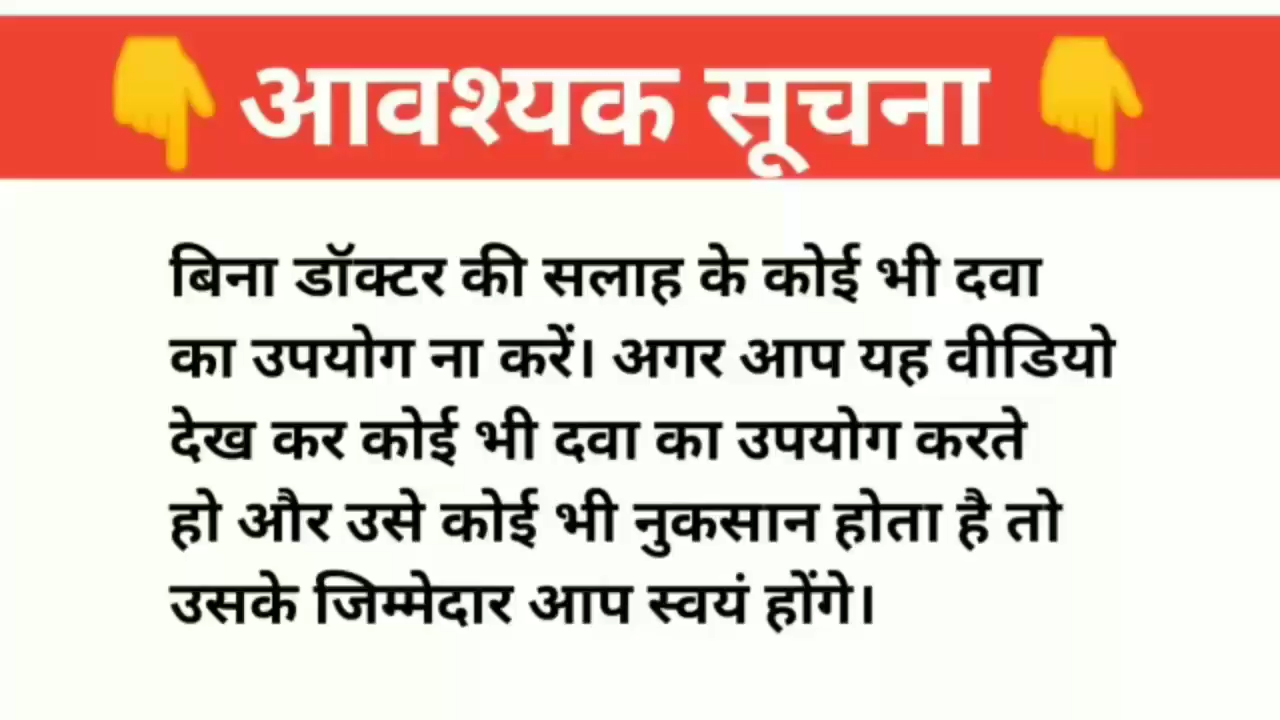 आवश्यक सूचना
बिना डॉक्टर की सलाह के कोई भी दवा
का उपयोग ना करें। अगर आप यह वीडियो
देख कर कोई भी दवा का उपयोग करते
हो और उसे कोई भी नुकसान होता है तो
उसके जिम्मेदार आप स्वयं होंगे।